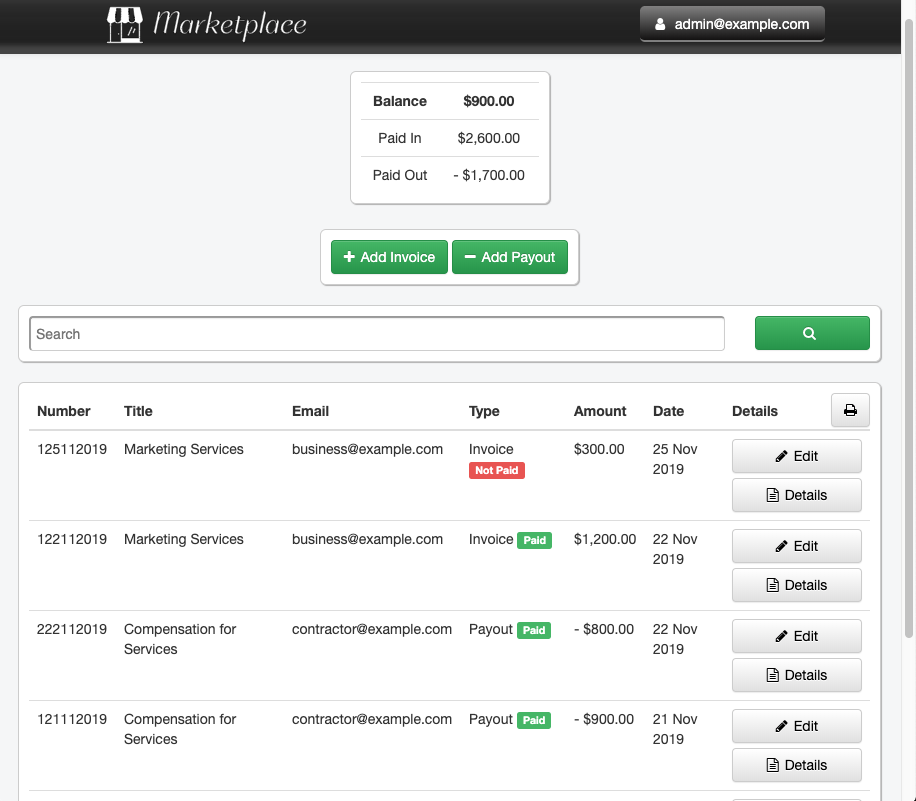 Marketplace
admin@example.com
Balance $900.00
Paid In $2,600.00
Paid Out - $1,700.00
Add Invoice Add Payout
Search
Number Title Email Type Amount Date Details
125112019 Marketing Services business@example.com Invoice $300.00 25 Nov
Not Paid 2019
Edit
Details
122112019 Marketing Services business@example.com Invoice Paid $1,200.00 22 Nov
2019
Edit
Details
222112019 Compensation for contractor@example.com Payout Paid - $800.00 22 Nov
Services 2019
Edit
Details
121112019 Compensation for contractor@example.com Payout Paid - $900.00 21 Nov
Services 2019
Edit
Details